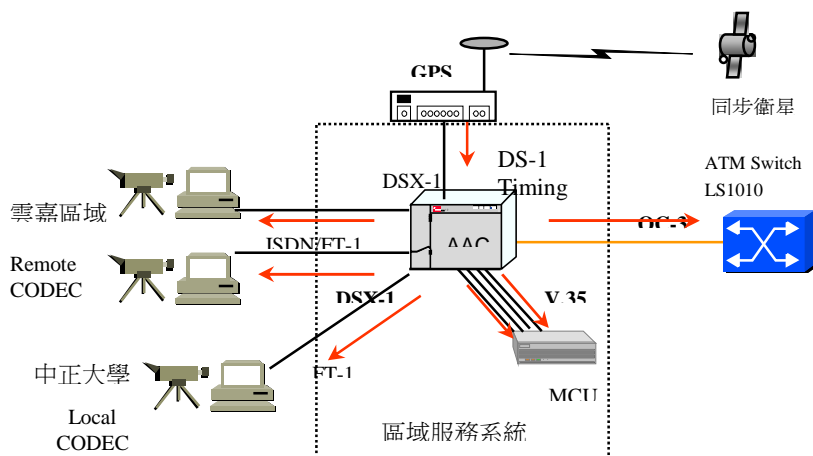 GPS
同步衛星
DSX-1
DS-1
Timing
ATM Switch
LS1010
雲嘉區域
ISDN/FT-1
AAC
OC-3
Remote
CODEC
DSX-1
V.35
中正大學
FT-1
MCU
Local
CODEC
區域服務系統